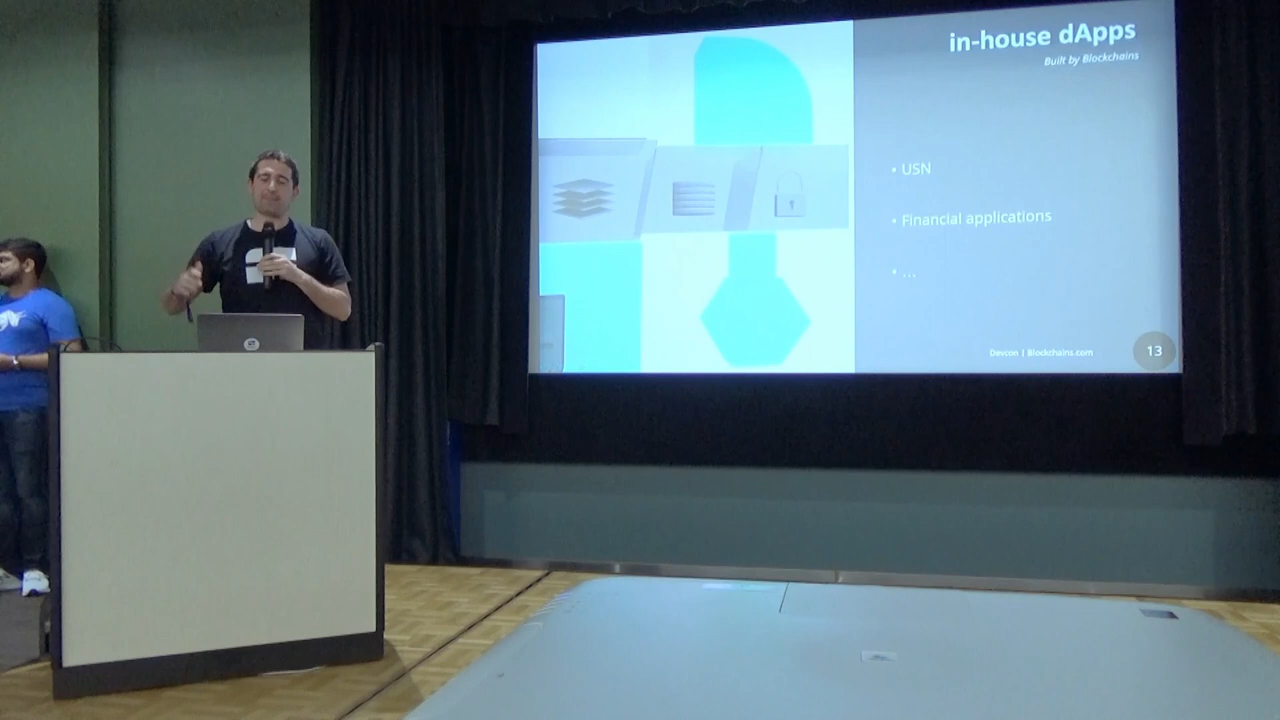 in-house dApps
Built by Blockchains
• USN
• Financial applications
• ...
Devcon | Blockchains.com
13